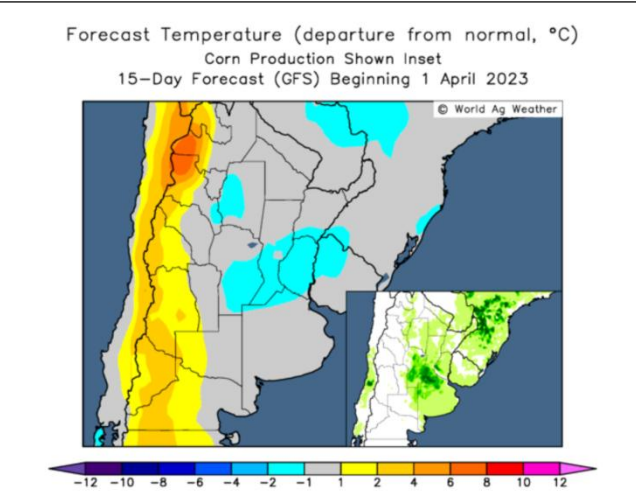 Forecast Temperature (departure from normal, °C)
Corn Production Shown Inset
15-Day Forecast (GFS) Beginning 1 April 2023
© World Ag Weather
-12 -10 -8 -6 -4 -2 -1 1 2 4 6 8 10 12